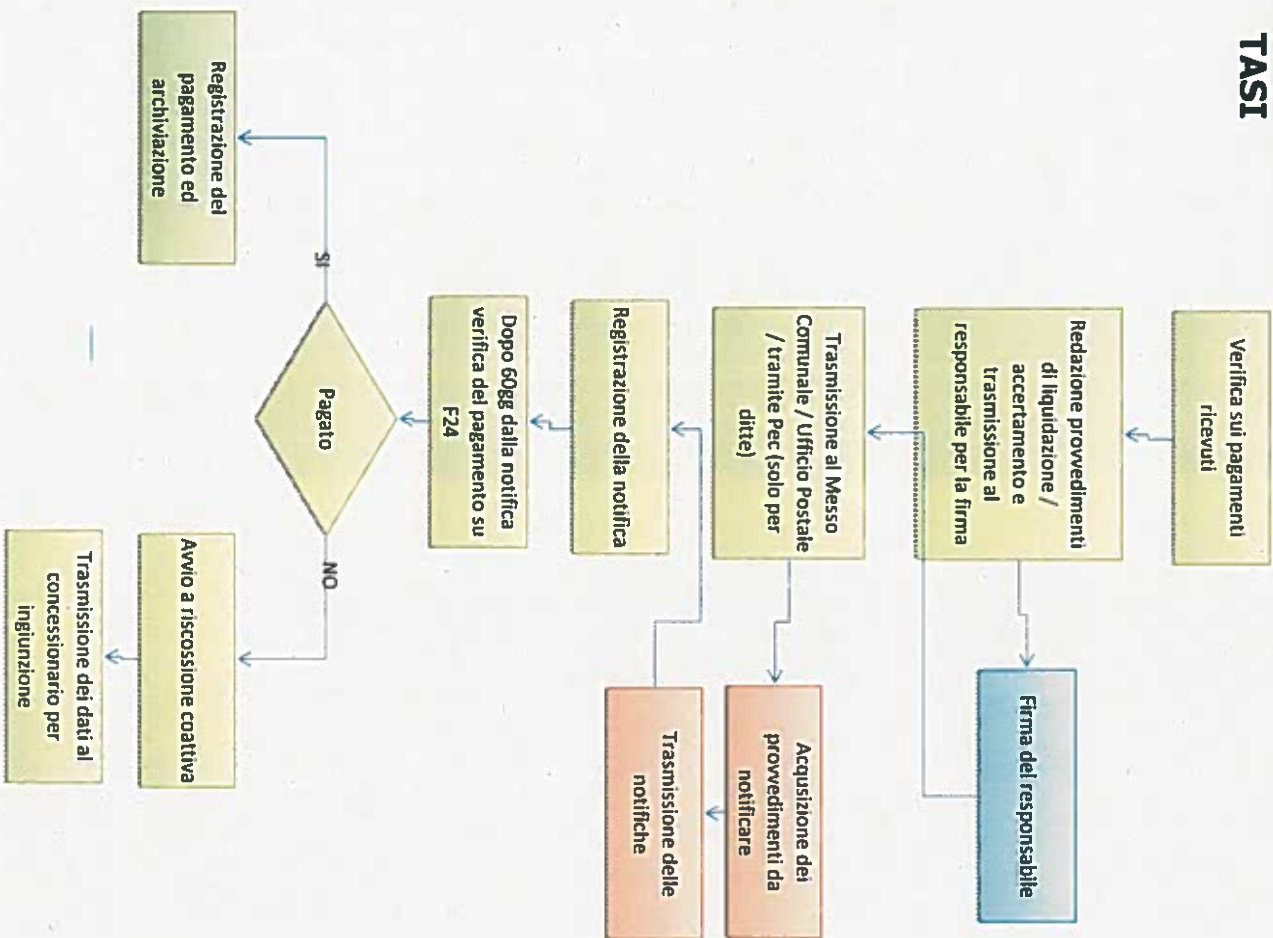 TASI
Verifica sui pagamenti
ricevuti
Redazione provvedimenti
di liquidazione /
accertamento e
trasmissione al
responsabile per la firma
Firma del responsabile
Trasmissione al Messo
Comunale / Ufficio Postale
/ tramite Pec (solo per
ditte)
Acqusizione dei
provvedimenti da
notificare
Trasmissione delle
notifiche
Registrazione della notifica
Dopo 60gg dalla notifica
verifica del pagamento su
F24
Pagato
SI
NO
Registrazione del
pagamento ed
archiviazione
Avvio a riscossione coattiva
Trasmissione dei dati al
concessionario per
ingiunzione